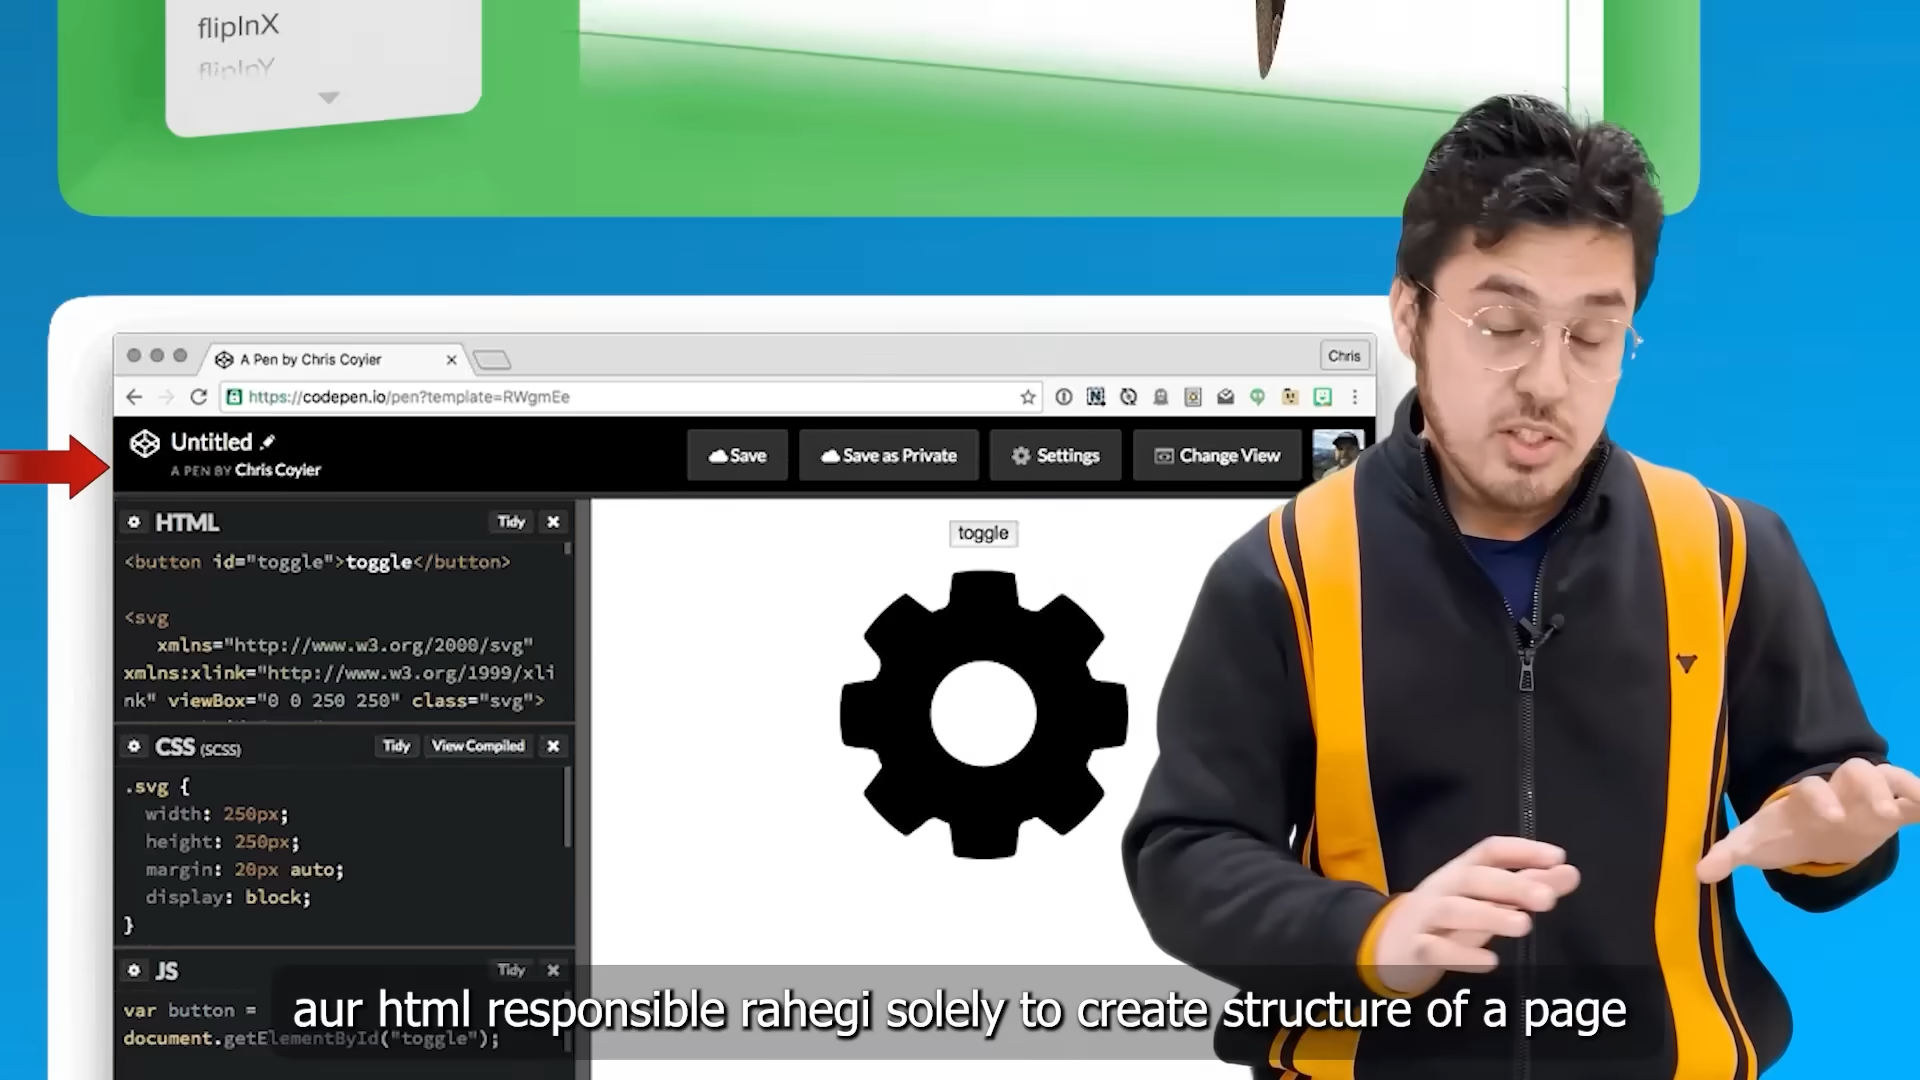 flipInX
flipInY
A Pen by Chris Coyier
Chris
https://codepen.io/pen?template=RWgmEe
Untitled
A PEN BY Chris Coyier
Save
Save as Private
Settings
Change View
HTML
Tidy
toggle
<button id="toggle">toggle</button>
<svg
xmlns="http://www.w3.org/2000/svg"
xmlns:xlink="http://www.w3.org/1999/xli
nk" viewBox="0 0 250 250" class="svg">
CSS (SCSS)
Tidy
View Compiled
.svg {
width: 250px;
height: 250px;
margin: 20px auto;
display: block;
}
JS
Tidy
var button =
document.getElementById("toggle");
aur html responsible rahegi solely to create structure of a page